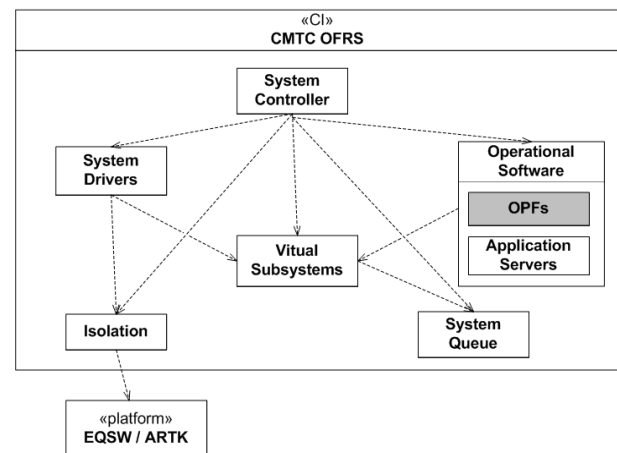 «CI»
CMTC OFRS
System
Controller
System
Drivers
Operational
Software
OPFs
Application
Servers
Vitual
Subsystems
Isolation
System
Queue
«platform»
EQSW / ARTK